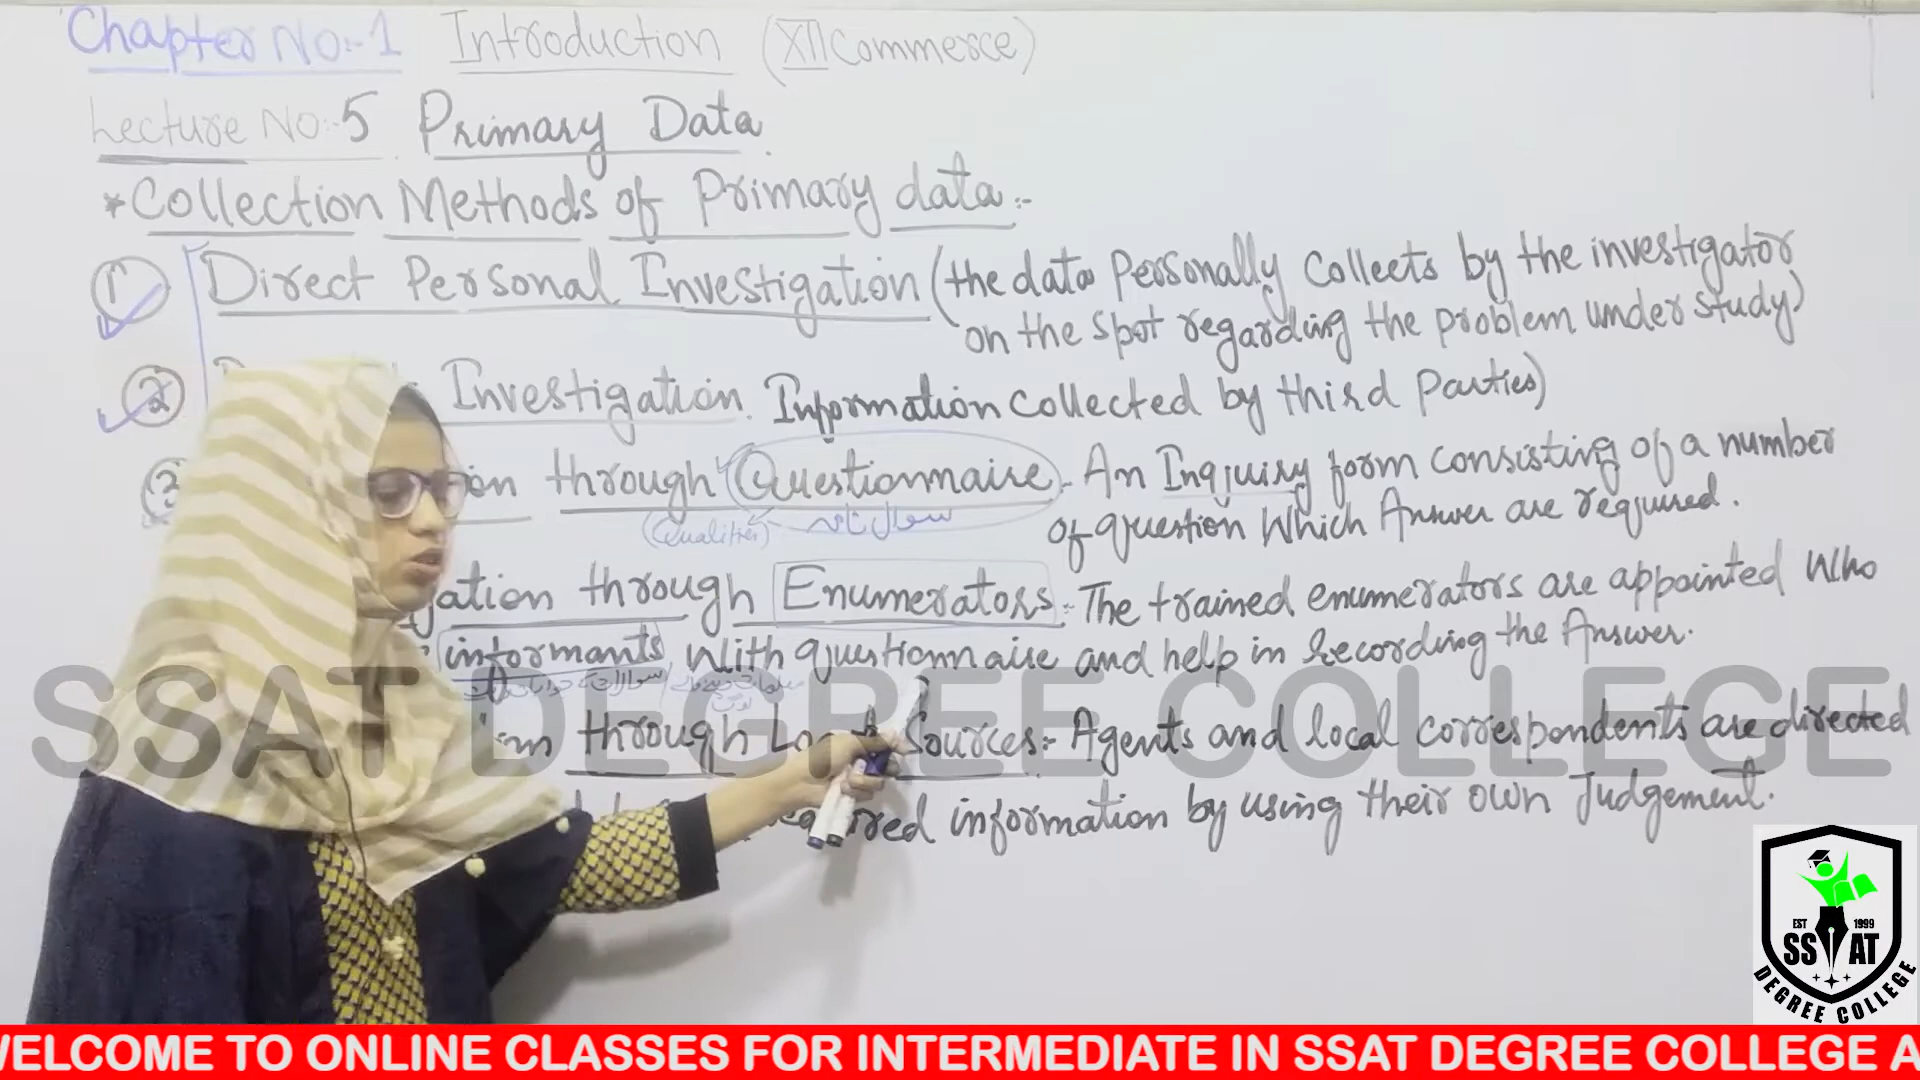 Chapter No:-1 Introduction (XII Commerce)
Lecture No:-5 Primary Data.
*Collection Methods of Primary data:-
1 Direct Personal Investigation (the data Personally Collects by the investigator
on the spot regarding the problem under study)
2 Investigation. Information collected by third Parties)
through Questionnaire - An Inquiry form consisting of a number
(Qualities) سوال نامہ
of question Which Answer are required.
through Enumerators:- The trained enumerators are appointed Who
informants With questionnaire and help in recording the Answer.
through Sources:- Agents and local correspondents are directed
information by using their own Judgement.
SSAT DEGREE COLLEGE
EST 1999
SSAT
DEGREE COLLEGE
WELCOME TO ONLINE CLASSES FOR INTERMEDIATE IN SSAT DEGREE COLLEGE A